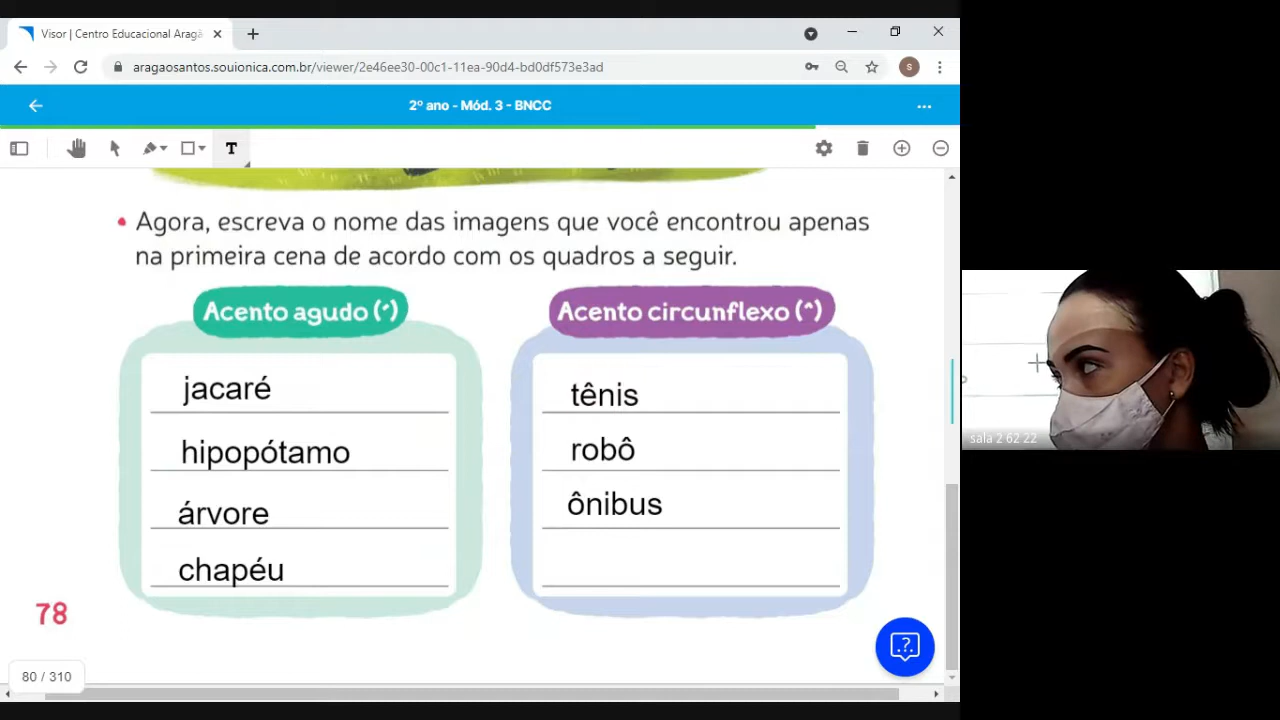 Visor | Centro Educacional Aragã
aragaosantos.souionica.com.br/viewer/2e46ee30-00c1-11ea-90d4-bd0df573e3ad
s
2º ano - Mód. 3 - BNCC
T
• Agora, escreva o nome das imagens que você encontrou apenas
na primeira cena de acordo com os quadros a seguir.
Acento agudo (´)
jacaré
hipopótamo
árvore
chapéu
Acento circunflexo (^)
tênis
robô
ônibus
78
80 / 310
sala 2 62 22